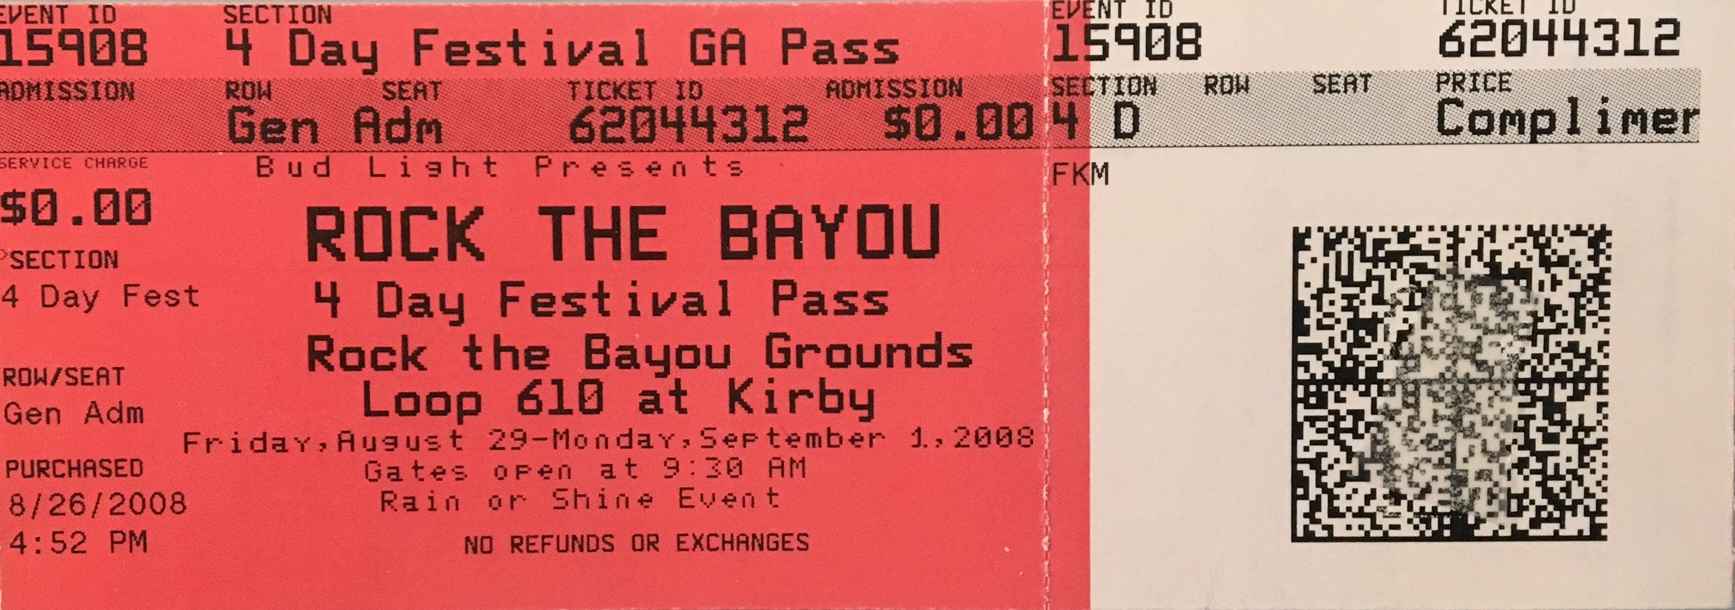 EVENT ID SECTION EVENT ID TICKET ID
15908 4 Day Festival GA Pass 15908 62044312
ADMISSION ROW SEAT TICKET ID ADMISSION SECTION ROW SEAT PRICE
Gen Adm 62044312 $0.00 4 D Complimer
SERVICE CHARGE Bud Light Presents FKM
$0.00
ROCK THE BAYOU
SECTION
4 Day Fest
4 Day Festival Pass
Rock the Bayou Grounds
Loop 610 at Kirby
ROW/SEAT
Gen Adm
Friday,August 29-Monday,September 1,2008
Gates open at 9:30 AM
Rain or Shine Event
PURCHASED
8/26/2008
4:52 PM
NO REFUNDS OR EXCHANGES